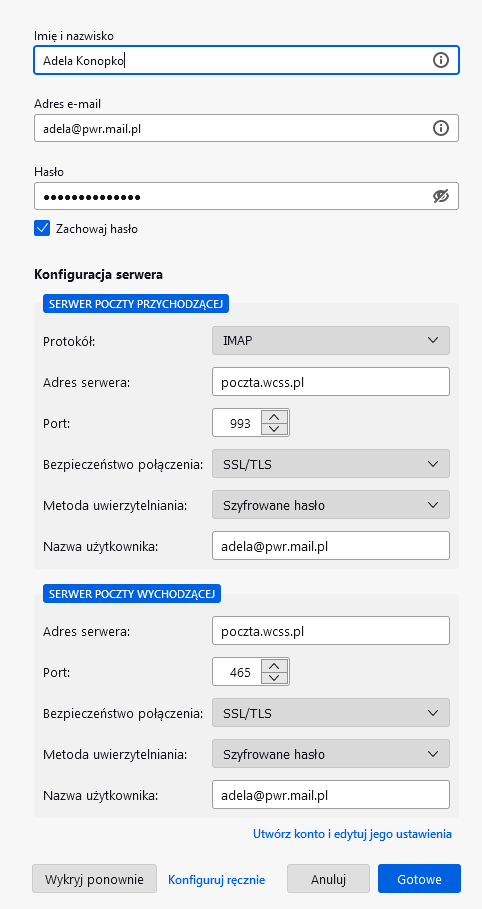 Imię i nazwisko
Adela Konopko
Adres e-mail
adela@pwr.mail.pl
Hasło
••••••••••••••
Zachowaj hasło
Konfiguracja serwera
SERWER POCZTY PRZYCHODZĄCEJ
Protokół: IMAP
Adres serwera: poczta.wcss.pl
Port: 993
Bezpieczeństwo połączenia: SSL/TLS
Metoda uwierzytelniania: Szyfrowane hasło
Nazwa użytkownika: adela@pwr.mail.pl
SERWER POCZTY WYCHODZĄCEJ
Adres serwera: poczta.wcss.pl
Port: 465
Bezpieczeństwo połączenia: SSL/TLS
Metoda uwierzytelniania: Szyfrowane hasło
Nazwa użytkownika: adela@pwr.mail.pl
Utwórz konto i edytuj jego ustawienia
Wykryj ponownie Konfiguruj ręcznie Anuluj Gotowe